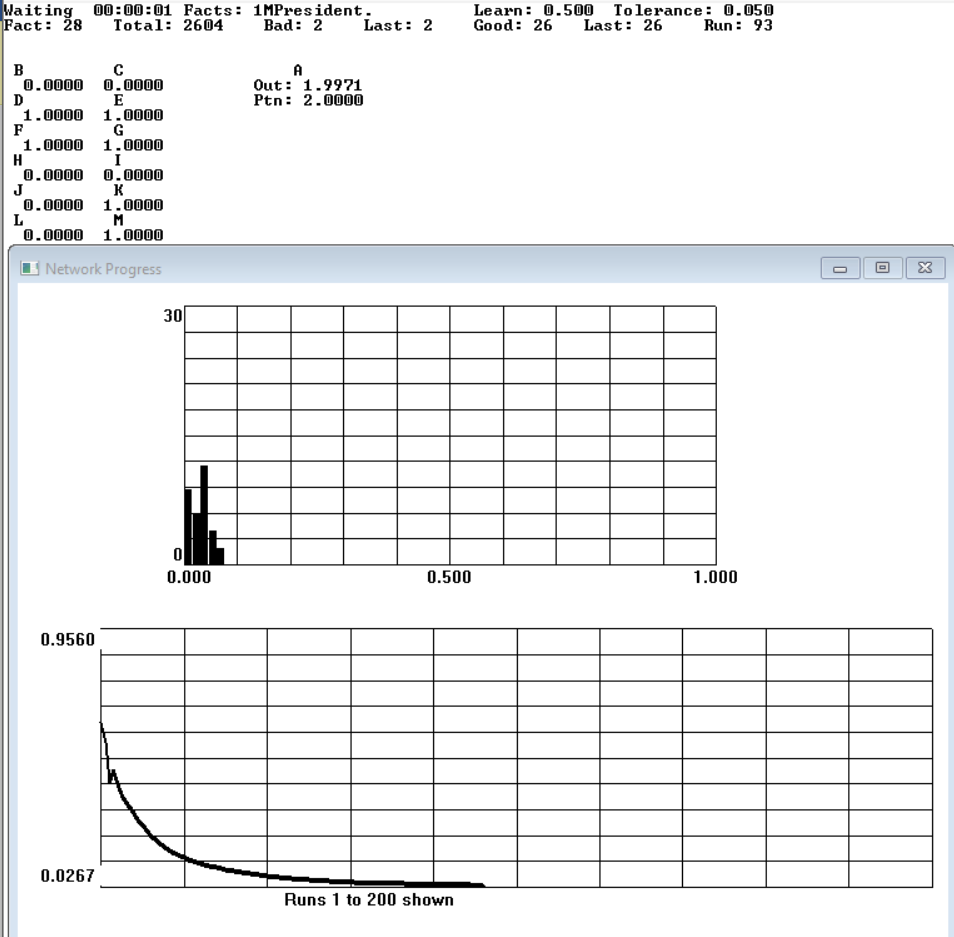 Waiting 00:00:01 Facts: 1MPresident. Learn: 0.500 Tolerance: 0.050
Fact: 28 Total: 2604 Bad: 2 Last: 2 Good: 26 Last: 26 Run: 93
B C A
0.0000 0.0000 Out: 1.9971
D E Ptn: 2.0000
1.0000 1.0000
F G
1.0000 1.0000
H I
0.0000 0.0000
J K
0.0000 1.0000
L M
0.0000 1.0000
Network Progress
30
0
0.000 0.500 1.000
0.9560
0.0267
Runs 1 to 200 shown